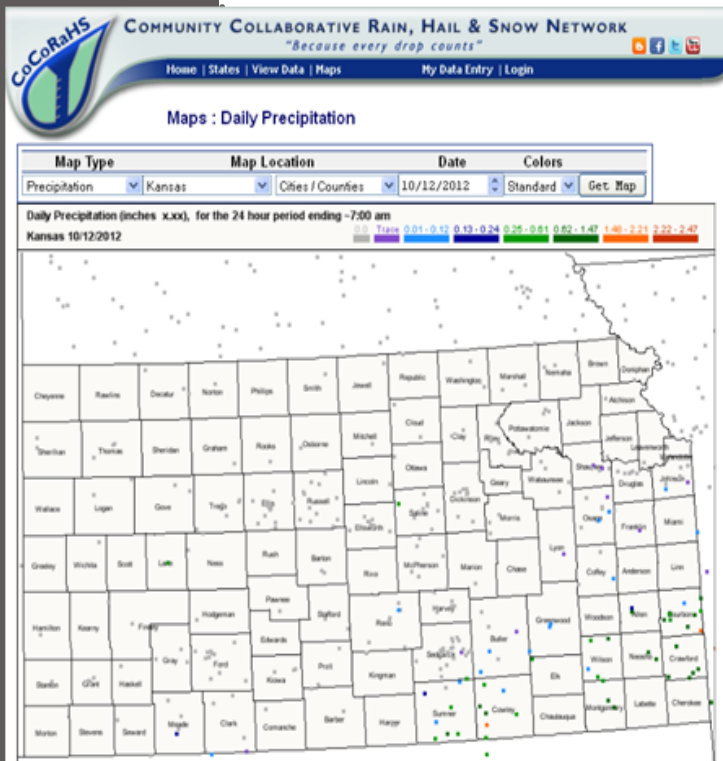 CoCoRaHS
COMMUNITY COLLABORATIVE RAIN, HAIL & SNOW NETWORK
"Because every drop counts"
Home | States | View Data | Maps My Data Entry | Login
Maps : Daily Precipitation
Map Type Map Location Date Colors
Precipitation Kansas Cities / Counties 10/12/2012 Standard Get Map
Daily Precipitation (inches x.xx), for the 24 hour period ending ~7:00 am
Kansas 10/12/2012 0.0 Trace 0.01 - 0.12 0.13 - 0.24 0.25 - 0.61 0.62 - 1.47 1.48 - 2.21 2.22 - 2.47
Cheyenne Rawlins Decatur Norton Phillips Smith Jewell Republic Washington Marshall Nemaha Brown Doniphan
Atchison
Sherman Thomas Sheridan Graham Rooks Osborne Mitchell Cloud Clay Riley Pottawatomie Jackson Jefferson Leavenworth
Ottawa
Wallace Logan Gove Trego Ellis Russell Lincoln Dickinson Geary Wabaunsee Shawnee Douglas Johnson
Ellsworth Saline Morris Osage Franklin Miami
Greeley Wichita Scott Lane Ness Rush Barton Rice McPherson Marion Chase Lyon Coffey Anderson Linn
Pawnee
Hamilton Kearny Finney Hodgeman Stafford Reno Harvey Butler Greenwood Woodson Allen Bourbon
Edwards
Gray Ford Pratt Sedgwick Wilson Neosho Crawford
Stanton Grant Haskell Kiowa Kingman Elk
Morton Stevens Seward Meade Clark Comanche Barber Harper Sumner Cowley Chautauqua Montgomery Labette Cherokee